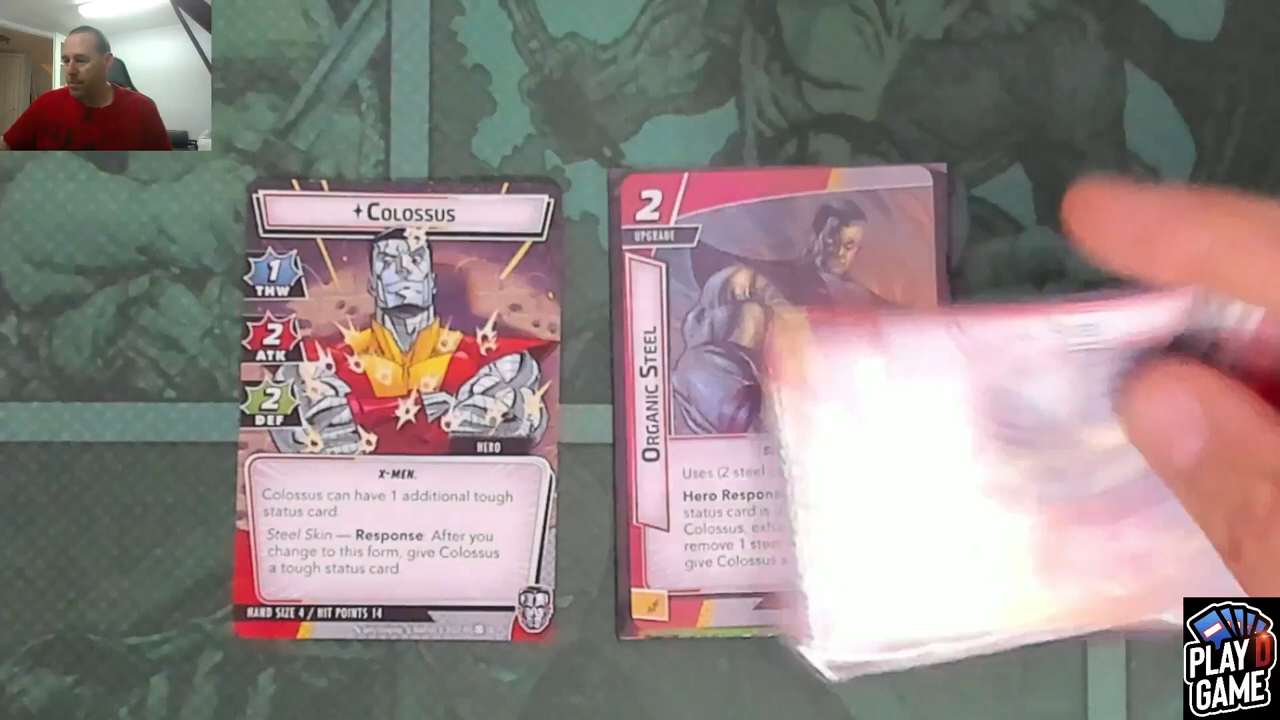 COLOSSUS
1
THW
2
ATK
2
DEF
HERO
X-MEN.
Colossus can have 1 additional tough
status card.
Steel Skin — Response: After you
change to this form, give Colossus
a tough status card.
HAND SIZE 4 / HIT POINTS 14
2
UPGRADE
ORGANIC STEEL
Uses (2 steel
Hero Respon
status card is
Colossus, exh
remove 1
give Colossus
PLAY D
GAME